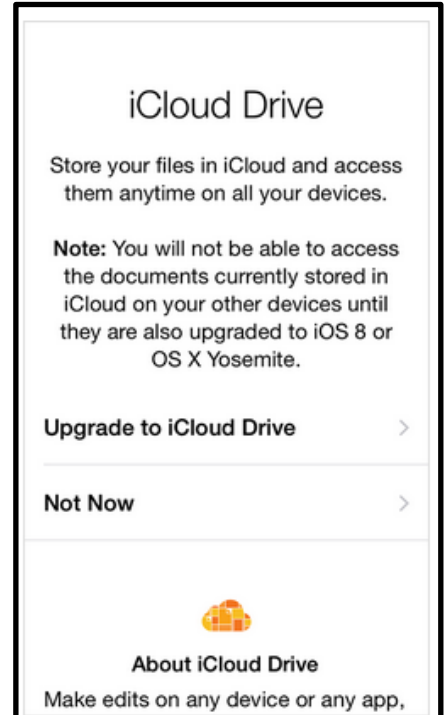 iCloud Drive
Store your files in iCloud and access
them anytime on all your devices.
Note: You will not be able to access
the documents currently stored in
iCloud on your other devices until
they are also upgraded to iOS 8 or
OS X Yosemite.
Upgrade to iCloud Drive
Not Now
About iCloud Drive
Make edits on any device or any app,